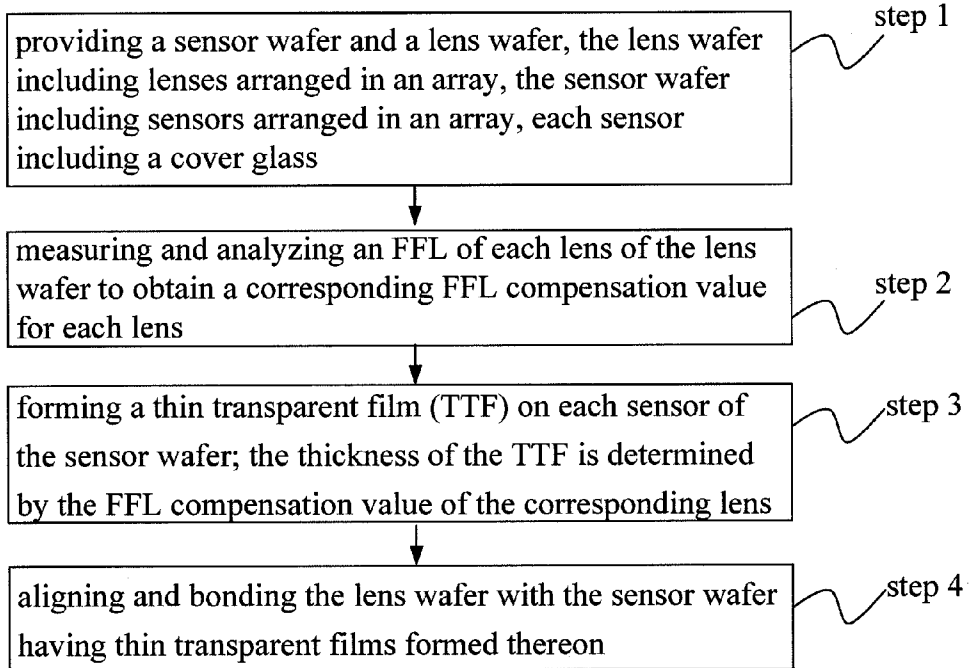 step 1
providing a sensor wafer and a lens wafer, the lens wafer
including lenses arranged in an array, the sensor wafer
including sensors arranged in an array, each sensor
including a cover glass
measuring and analyzing an FFL of each lens of the lens
wafer to obtain a corresponding FFL compensation value
for each lens
step 2
forming a thin transparent film (TTF) on each sensor of
the sensor wafer; the thickness of the TTF is determined
by the FFL compensation value of the corresponding lens
step 3
aligning and bonding the lens wafer with the sensor wafer
having thin transparent films formed thereon
step 4